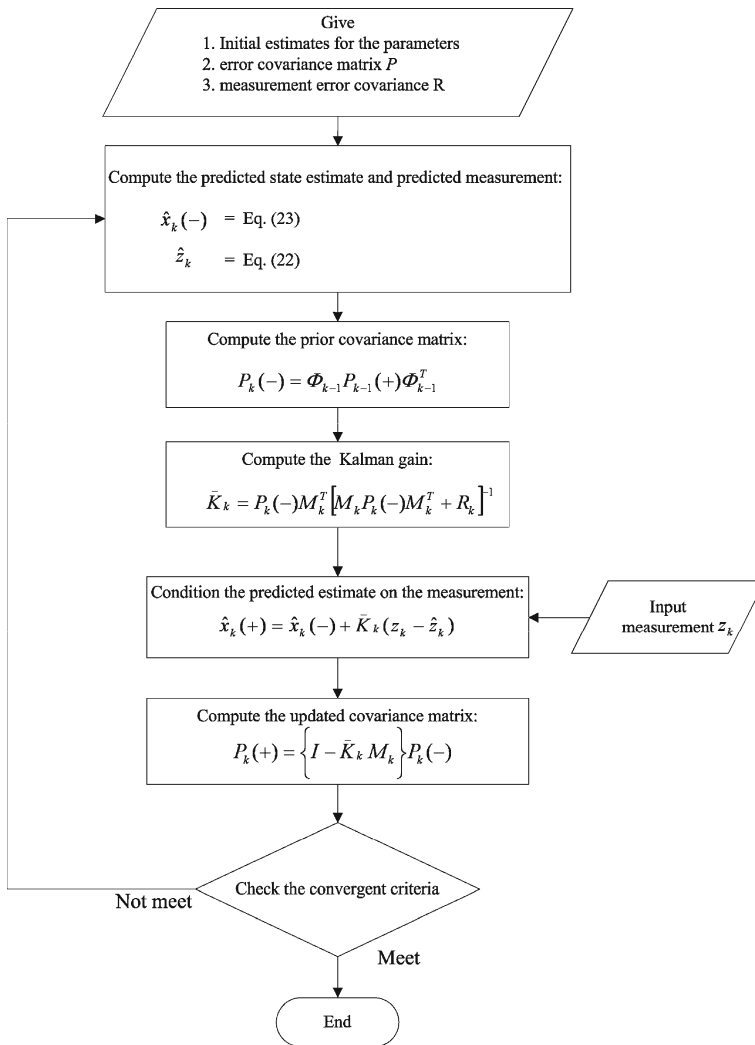 Give
1. Initial estimates for the parameters
2. error covariance matrix P
3. measurement error covariance R
Compute the predicted state estimate and predicted measurement:
x̂ₖ(−) = Eq. (23)
ẑₖ = Eq. (22)
Compute the prior covariance matrix:
Pₖ(−) = Φₖ₋₁Pₖ₋₁(+)Φᵀₖ₋₁
Compute the Kalman gain:
K̄ₖ = Pₖ(−)Mₖᵀ[MₖPₖ(−)Mₖᵀ + Rₖ]⁻¹
Condition the predicted estimate on the measurement:
x̂ₖ(+) = x̂ₖ(−) + K̄ₖ(zₖ − ẑₖ)
Input
measurement zₖ
Compute the updated covariance matrix:
Pₖ(+) = {I − K̄ₖMₖ}Pₖ(−)
Check the convergent criteria
Not meet
Meet
End